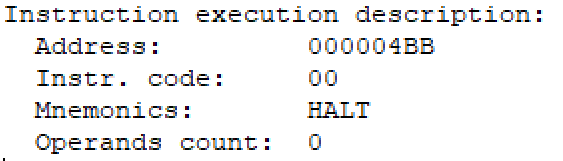 Instruction execution description:
Address: 000004BB
Instr. code: 00
Mnemonics: HALT
Operands count: 0